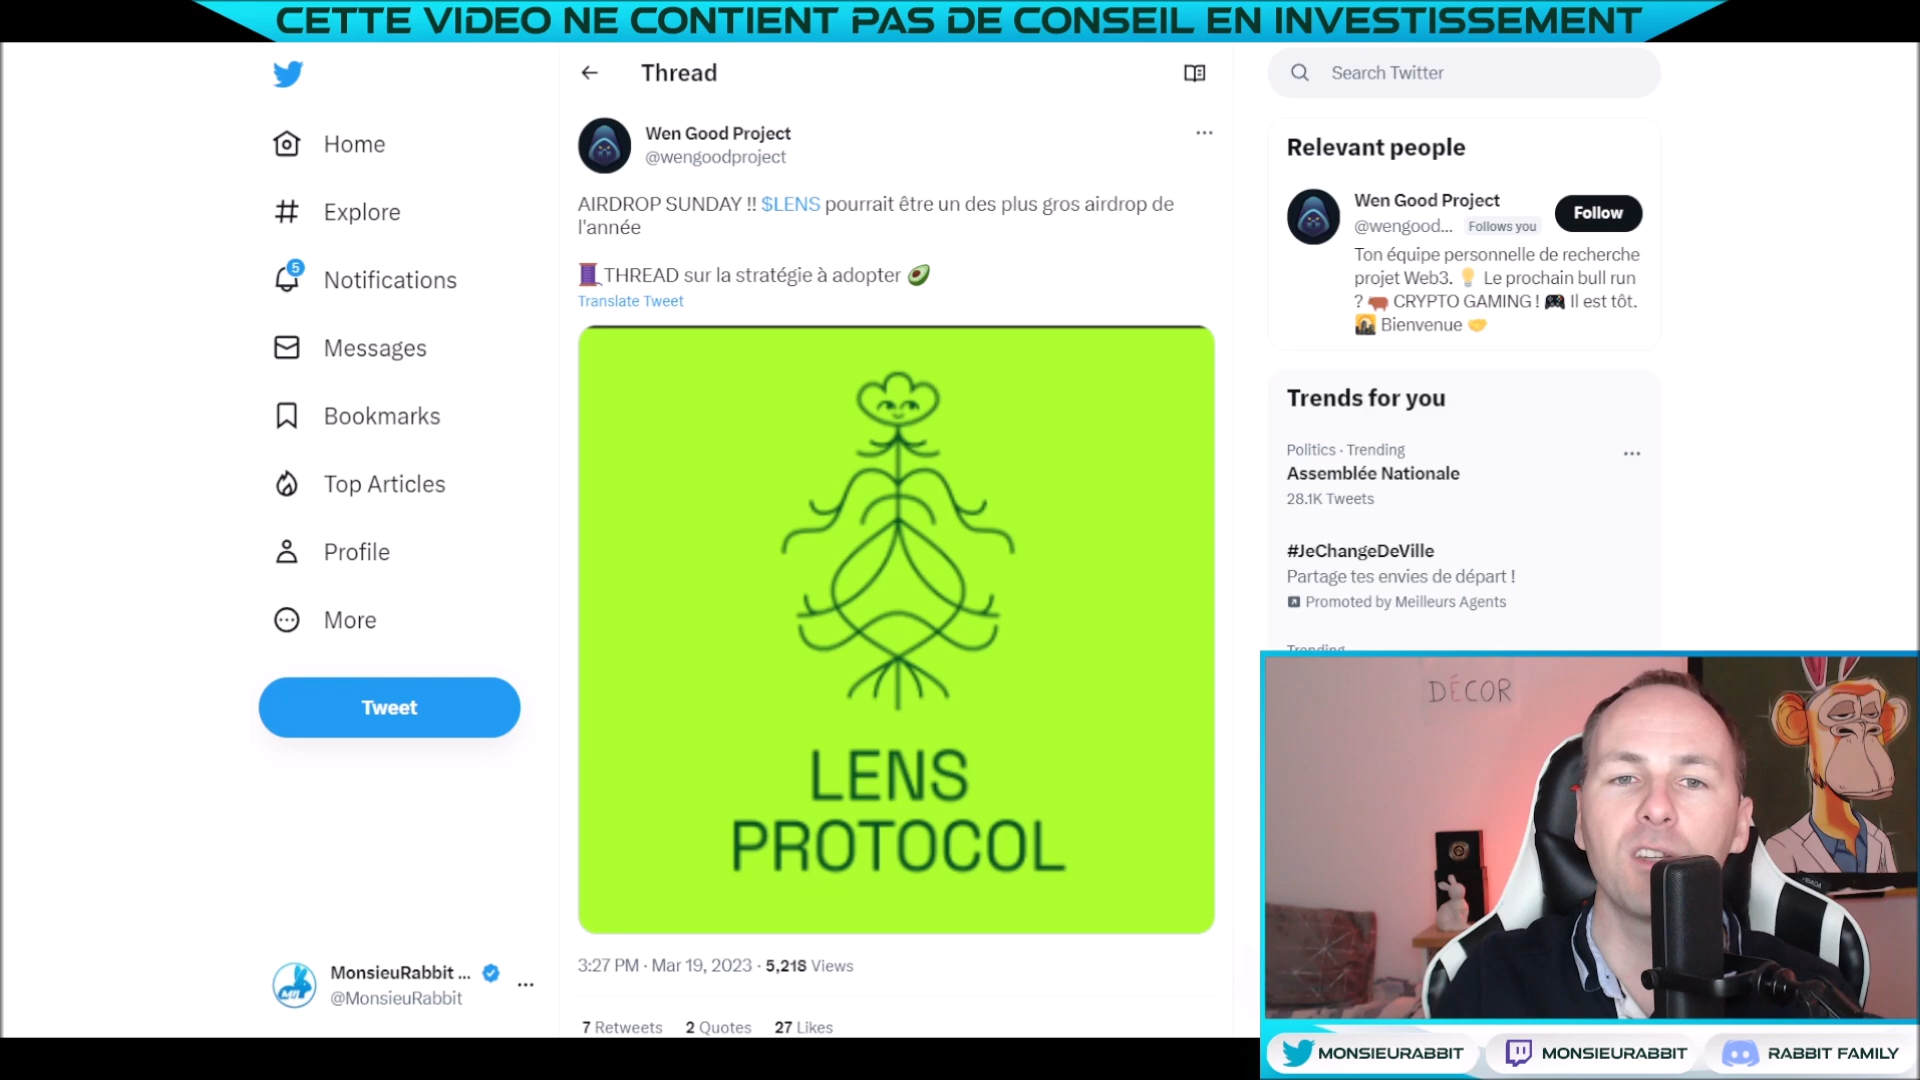 CETTE VIDEO NE CONTIENT PAS DE CONSEIL EN INVESTISSEMENT
Home
Explore
5
Notifications
Messages
Bookmarks
Top Articles
Profile
More
Tweet
MonsieuRabbit ...
@MonsieuRabbit
Thread
Wen Good Project
@wengoodproject
AIRDROP SUNDAY !! $LENS pourrait être un des plus gros airdrop de
l'année
🧵THREAD sur la stratégie à adopter 🥑
Translate Tweet
LENS
PROTOCOL
3:27 PM · Mar 19, 2023 · 5,218 Views
7 Retweets 2 Quotes 27 Likes
Search Twitter
Relevant people
Wen Good Project
@wengood... Follows you
Follow
Ton équipe personnelle de recherche
projet Web3. 💡 Le prochain bull run
? 🐂 CRYPTO GAMING ! 🎮 Il est tôt.
🌅 Bienvenue 🤝
Trends for you
Politics · Trending
Assemblée Nationale
28.1K Tweets
#JeChangeDeVille
Partage tes envies de départ !
Promoted by Meilleurs Agents
Trending
DÉCOR
MONSIEURABBIT
MONSIEURABBIT
RABBIT FAMILY